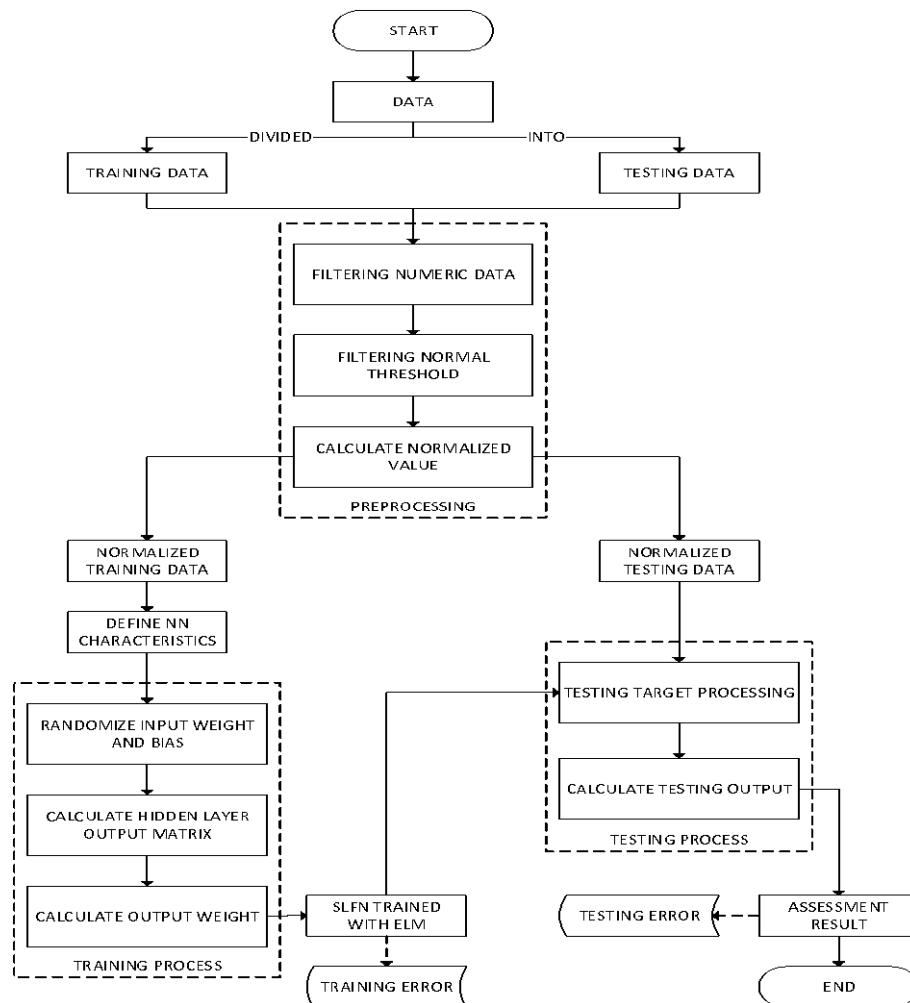 START
DATA
DIVIDED
INTO
TRAINING DATA
TESTING DATA
FILTERING NUMERIC DATA
FILTERING NORMAL
THRESHOLD
CALCULATE NORMALIZED
VALUE
PREPROCESSING
NORMALIZED
TRAINING DATA
NORMALIZED
TESTING DATA
DEFINE NN
CHARACTERISTICS
TESTING TARGET PROCESSING
RANDOMIZE INPUT WEIGHT
AND BIAS
CALCULATE TESTING OUTPUT
CALCULATE HIDDEN LAYER
OUTPUT MATRIX
TESTING PROCESS
CALCULATE OUTPUT WEIGHT
SLFN TRAINED
WITH ELM
TESTING ERROR
ASSESSMENT
RESULT
TRAINING PROCESS
TRAINING ERROR
END